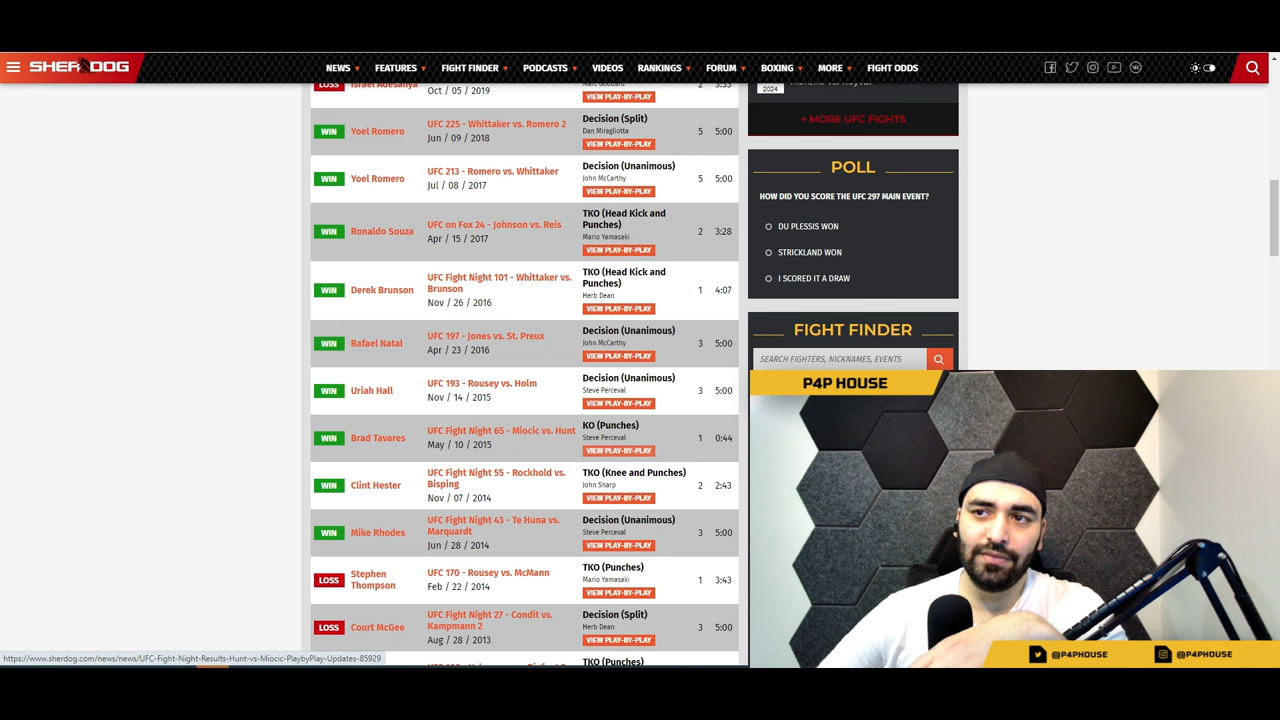 SHERDOG
NEWS FEATURES FIGHT FINDER PODCASTS VIDEOS RANKINGS FORUM BOXING MORE FIGHT ODDS
LOSS Israel Adesanya Oct / 05 / 2019 Marc Goddard VIEW PLAY-BY-PLAY 2 3:33
WIN Yoel Romero UFC 225 - Whittaker vs. Romero 2 Decision (Split) 5 5:00
Jun / 09 / 2018 Dan Miragliotta
VIEW PLAY-BY-PLAY
WIN Yoel Romero UFC 213 - Romero vs. Whittaker Decision (Unanimous) 5 5:00
Jul / 08 / 2017 John McCarthy
VIEW PLAY-BY-PLAY
WIN Ronaldo Souza UFC on Fox 24 - Johnson vs. Reis TKO (Head Kick and 2 3:28
Apr / 15 / 2017 Punches)
Mario Yamasaki
VIEW PLAY-BY-PLAY
WIN Derek Brunson UFC Fight Night 101 - Whittaker vs. TKO (Head Kick and 1 4:07
Brunson Punches)
Nov / 26 / 2016 Herb Dean
VIEW PLAY-BY-PLAY
WIN Rafael Natal UFC 197 - Jones vs. St. Preux Decision (Unanimous) 3 5:00
Apr / 23 / 2016 John McCarthy
VIEW PLAY-BY-PLAY
WIN Uriah Hall UFC 193 - Rousey vs. Holm Decision (Unanimous) 3 5:00
Nov / 14 / 2015 Steve Perceval
VIEW PLAY-BY-PLAY
WIN Brad Tavares UFC Fight Night 65 - Miocic vs. Hunt KO (Punches) 1 0:44
May / 10 / 2015 Steve Perceval
VIEW PLAY-BY-PLAY
WIN Clint Hester UFC Fight Night 55 - Rockhold vs. TKO (Knee and Punches) 2 2:43
Bisping John Sharp
Nov / 07 / 2014 VIEW PLAY-BY-PLAY
WIN Mike Rhodes UFC Fight Night 43 - Te Huna vs. Decision (Unanimous) 3 5:00
Marquardt Steve Perceval
Jun / 28 / 2014 VIEW PLAY-BY-PLAY
LOSS Stephen UFC 170 - Rousey vs. McMann TKO (Punches) 1 3:43
Thompson Feb / 22 / 2014 Mario Yamasaki
VIEW PLAY-BY-PLAY
LOSS Court McGee UFC Fight Night 27 - Condit vs. Decision (Split) 3 5:00
Kampmann 2 Herb Dean
Aug / 28 / 2013 VIEW PLAY-BY-PLAY
TKO (Punches)
https://www.sherdog.com/news/news/UFC-Fight-Night-Results-Hunt-vs-Miocic-PlaybyPlay-Updates-85929
2024
+ MORE UFC FIGHTS
POLL
HOW DID YOU SCORE THE UFC 297 MAIN EVENT?
DU PLESSIS WON
STRICKLAND WON
I SCORED IT A DRAW
FIGHT FINDER
SEARCH FIGHTERS, NICKNAMES, EVENTS
P4P HOUSE
@P4PHOUSE @P4PHOUSE